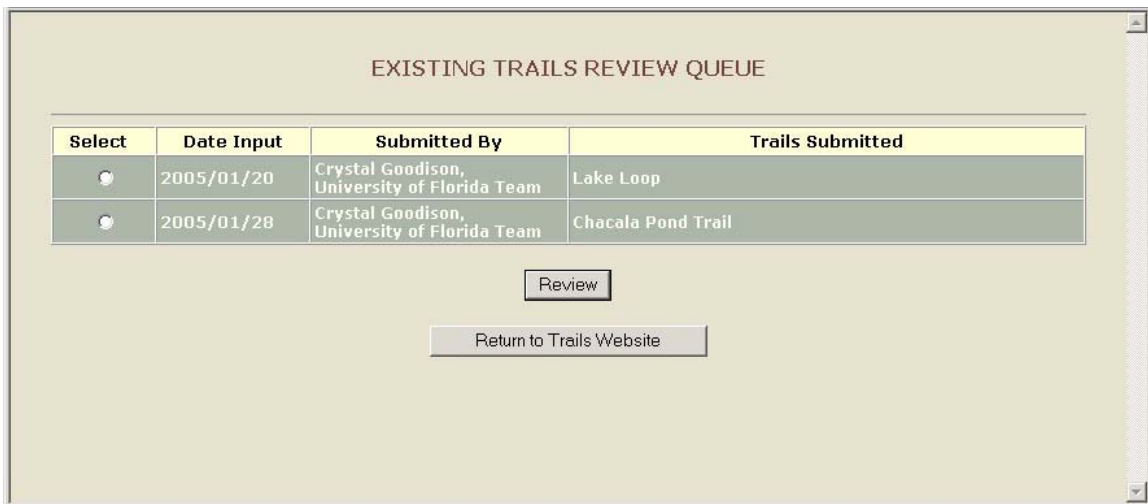 EXISTING TRAILS REVIEW QUEUE
Select Date Input Submitted By Trails Submitted
2005/01/20 Crystal Goodison, University of Florida Team Lake Loop
2005/01/28 Crystal Goodison, University of Florida Team Chacala Pond Trail
Review
Return to Trails Website